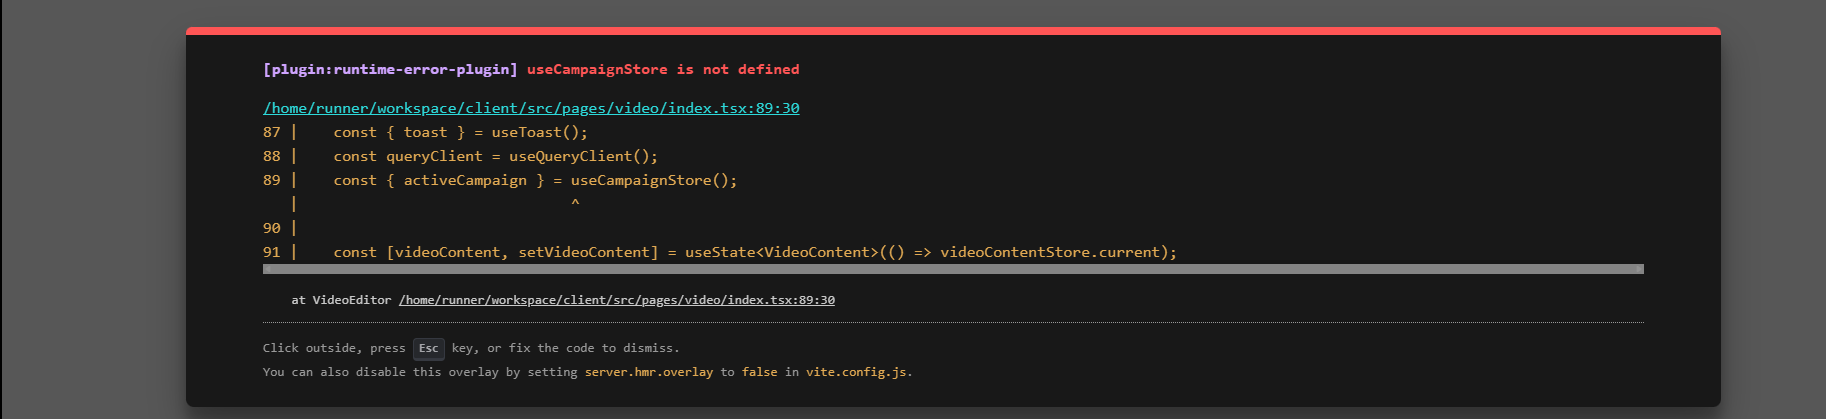 [plugin:runtime-error-plugin] useCampaignStore is not defined
/home/runner/workspace/client/src/pages/video/index.tsx:89:30
87 |    const { toast } = useToast();
88 |    const queryClient = useQueryClient();
89 |    const { activeCampaign } = useCampaignStore();
   |                               ^
90 |
91 |    const [videoContent, setVideoContent] = useState<VideoContent>(() => videoContentStore.current);
at VideoEditor /home/runner/workspace/client/src/pages/video/index.tsx:89:30
Click outside, press Esc key, or fix the code to dismiss.
You can also disable this overlay by setting server.hmr.overlay to false in vite.config.js.